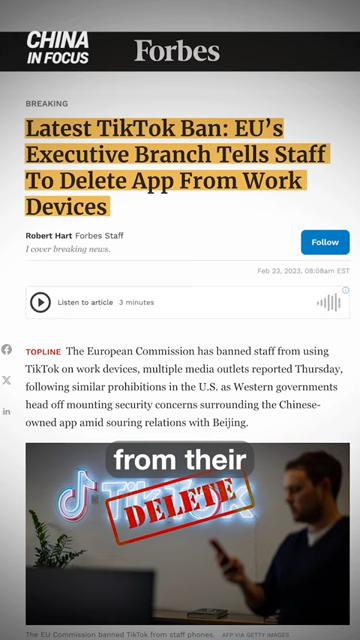 CHINA
IN FOCUS
Forbes
BREAKING
Latest TikTok Ban: EU's
Executive Branch Tells Staff
To Delete App From Work
Devices
Robert Hart Forbes Staff
I cover breaking news.
Follow
Feb 23, 2023, 08:08am EST
Listen to article 3 minutes
TOPLINE The European Commission has banned staff from using
TikTok on work devices, multiple media outlets reported Thursday,
following similar prohibitions in the U.S. as Western governments
head off mounting security concerns surrounding the Chinese-
owned app amid souring relations with Beijing.
from their
TikTok
DELETE
The EU Commission banned TikTok from staff phones. AFP VIA GETTY IMAGES